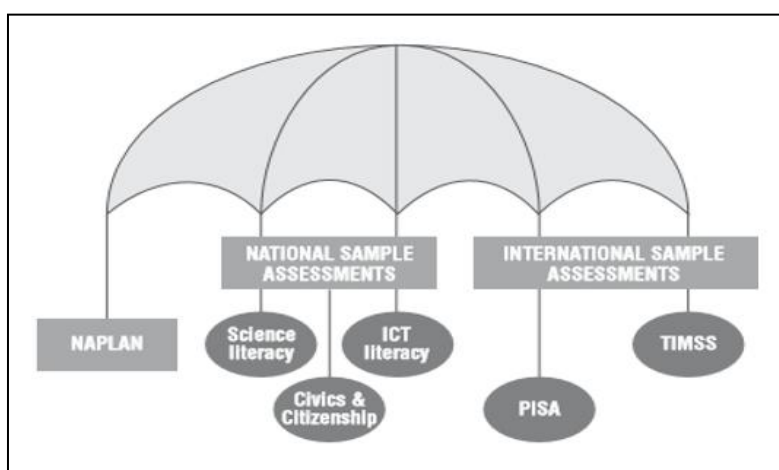 NATIONAL SAMPLE
ASSESSMENTS
INTERNATIONAL SAMPLE
ASSESSMENTS
NAPLAN
Science
literacy
ICT
literacy
TIMSS
Civics &
Citizenship
PISA